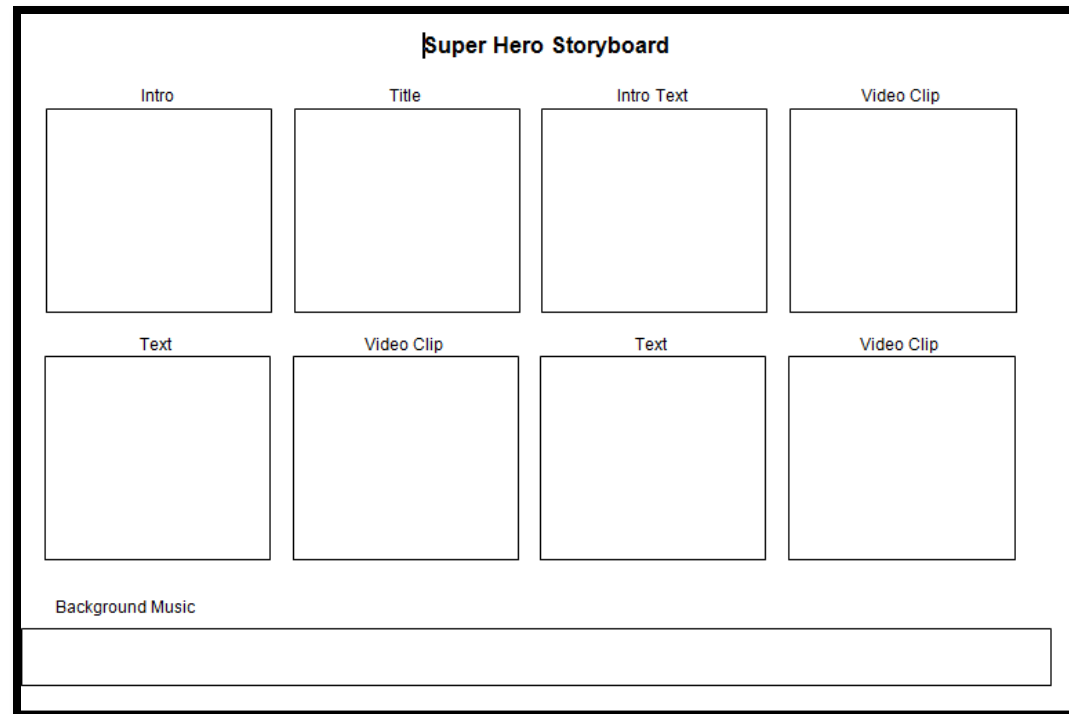 Super Hero Storyboard
Intro Title Intro Text Video Clip
Text Video Clip Text Video Clip
Background Music